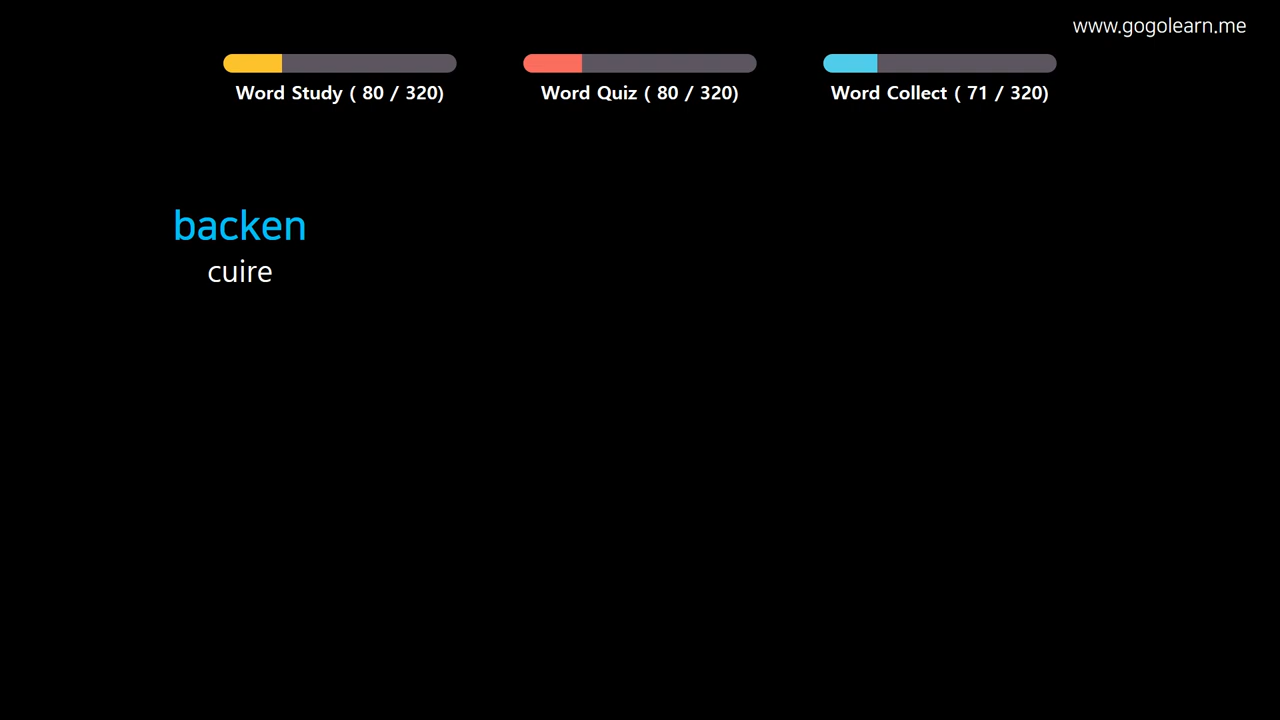 www.gogolearn.me
Word Study ( 80 / 320)
Word Quiz ( 80 / 320)
Word Collect ( 71 / 320)
backen
cuire